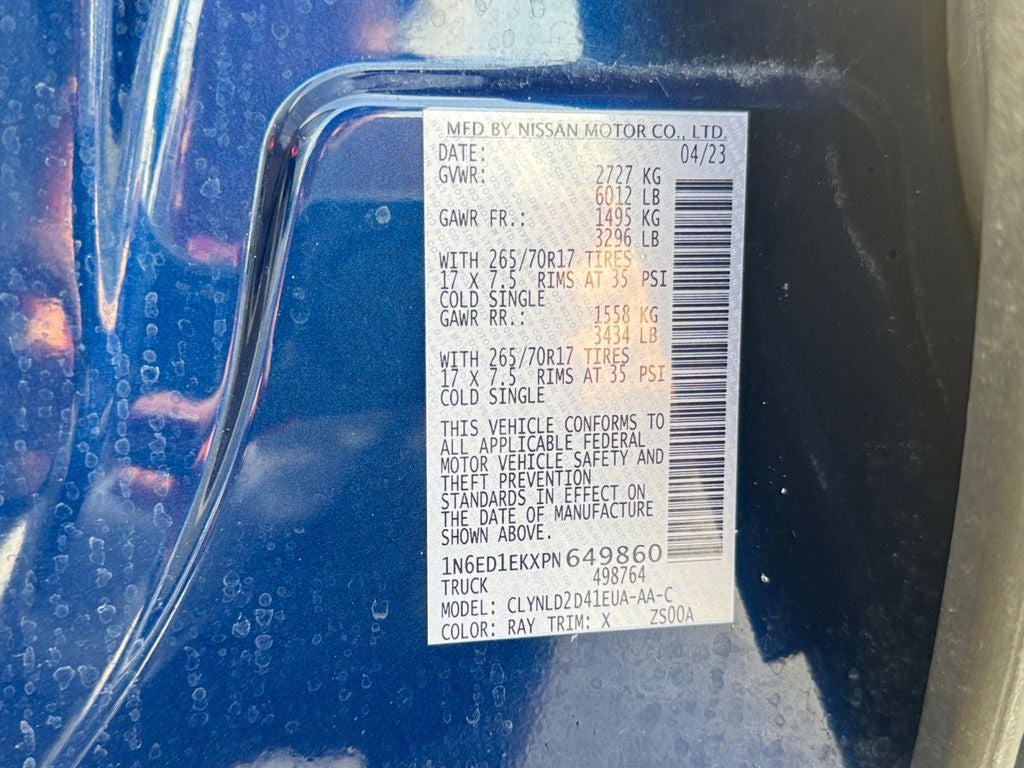 MFD BY NISSAN MOTOR CO., LTD.
DATE: 04/23
GVWR: 2727 KG
6012 LB
GAWR FR.: 1495 KG
3296 LB
WITH 265/70R17 TIRES
17 X 7.5 RIMS AT 35 PSI
COLD SINGLE
GAWR RR.: 1558 KG
3434 LB
WITH 265/70R17 TIRES
17 X 7.5 RIMS AT 35 PSI
COLD SINGLE
THIS VEHICLE CONFORMS TO
ALL APPLICABLE FEDERAL
MOTOR VEHICLE SAFETY AND
THEFT PREVENTION
STANDARDS IN EFFECT ON
THE DATE OF MANUFACTURE
SHOWN ABOVE.
1N6ED1EKXPN649860
TRUCK 498764
MODEL: CLYNLD2D41EUA-AA-C
COLOR: RAY TRIM: X ZS00A